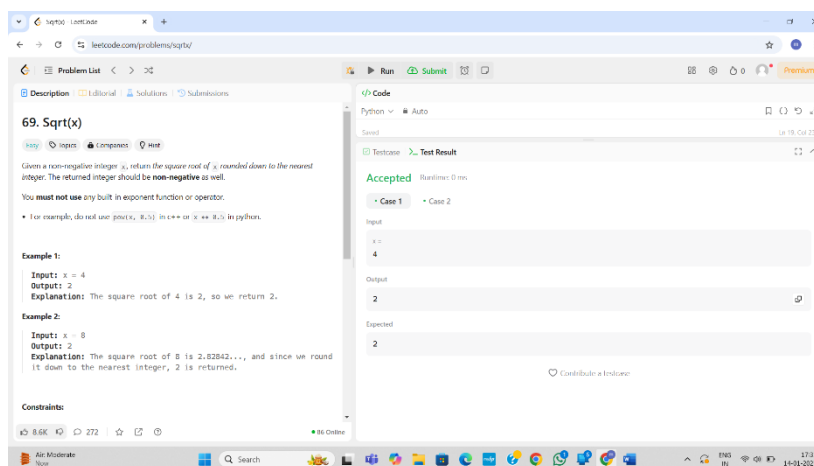 Sqrt(x) - LeetCode
leetcode.com/problems/sqrtx/
Problem List
Run
Submit
0
Premium
Description
Editorial
Solutions
Submissions
Code
Python
Auto
Saved
Testcase
Test Result
69. Sqrt(x)
Easy
Topics
Companies
Hint
Given a non-negative integer x, return the square root of x rounded down to the nearest
integer. The returned integer should be non-negative as well.
You must not use any built in exponent function or operator.
• For example, do not use pow(x, 0.5) in c++ or x ** 0.5 in python.
Example 1:
Input: x = 4
Output: 2
Explanation: The square root of 4 is 2, so we return 2.
Example 2:
Input: x = 8
Output: 2
Explanation: The square root of 8 is 2.82842..., and since we round
it down to the nearest integer, 2 is returned.
Constraints:
8.6K
272
86 Online
Accepted
Runtime: 0 ms
• Case 1
• Case 2
Input
x =
4
Output
2
Expected
2
Contribute a testcase
Air: Moderate
Now
Search
ENG
IN
14-01-202